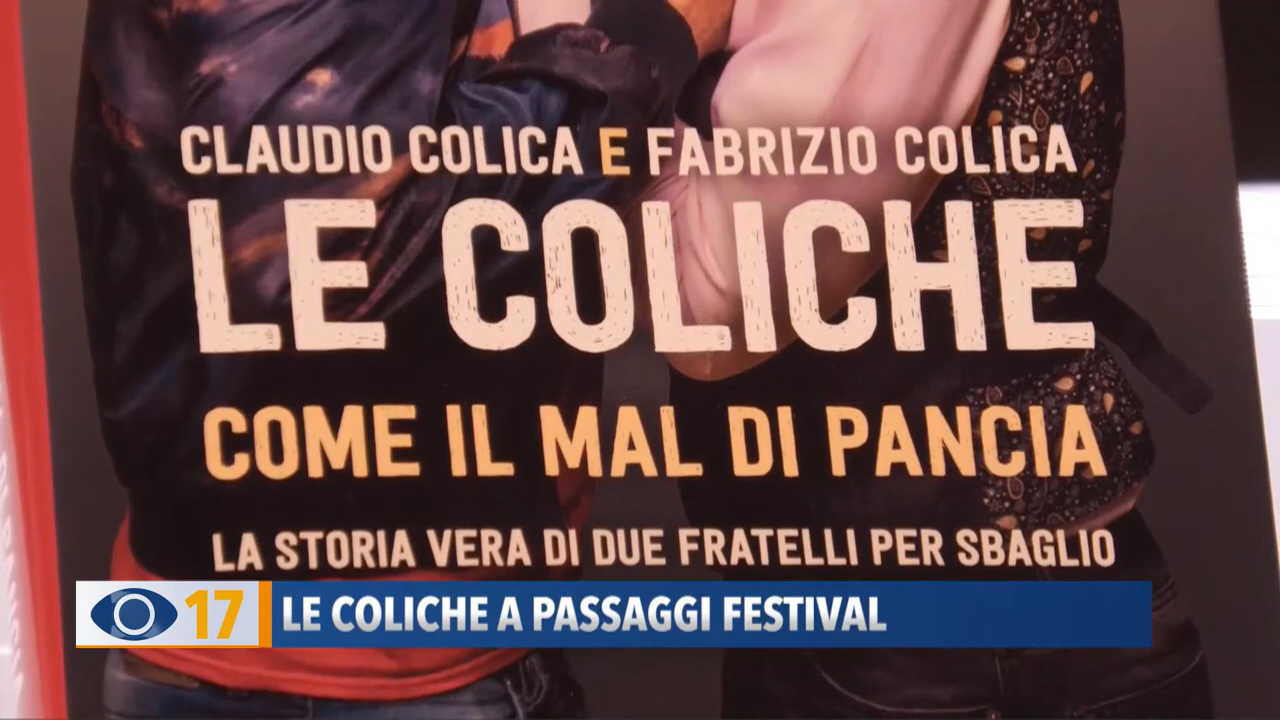 CLAUDIO COLICA E FABRIZIO COLICA
LE COLICHE
COME IL MAL DI PANCIA
LA STORIA VERA DI DUE FRATELLI PER SBAGLIO
17 LE COLICHE A PASSAGGI FESTIVAL